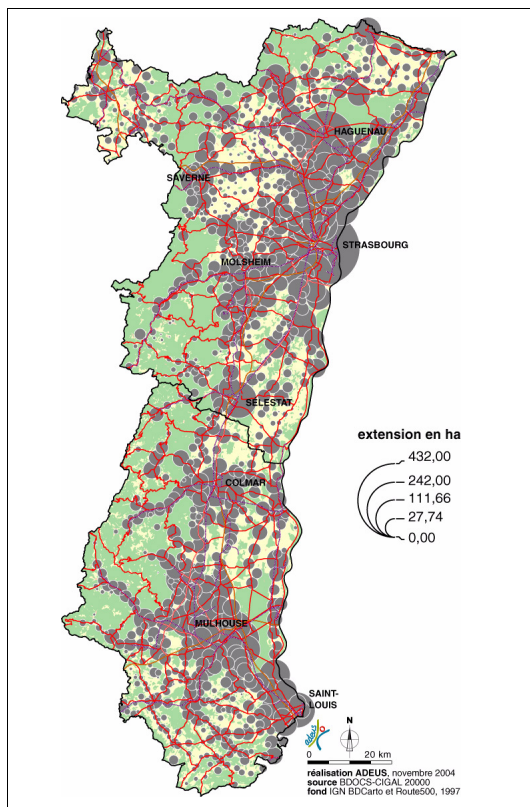 HAGUENAU
SAVERNE
STRASBOURG
MOLSHEIM
SELESTAT
extension en ha
432,00
242,00
111,66
27,74
0,00
COLMAR
MULHOUSE
SAINT-
LOUIS
adeus
N
0 20 km
réalisation ADEUS, novembre 2004
source BDOCS-CIGAL 20000
fond IGN BDCarto et Route500, 1997